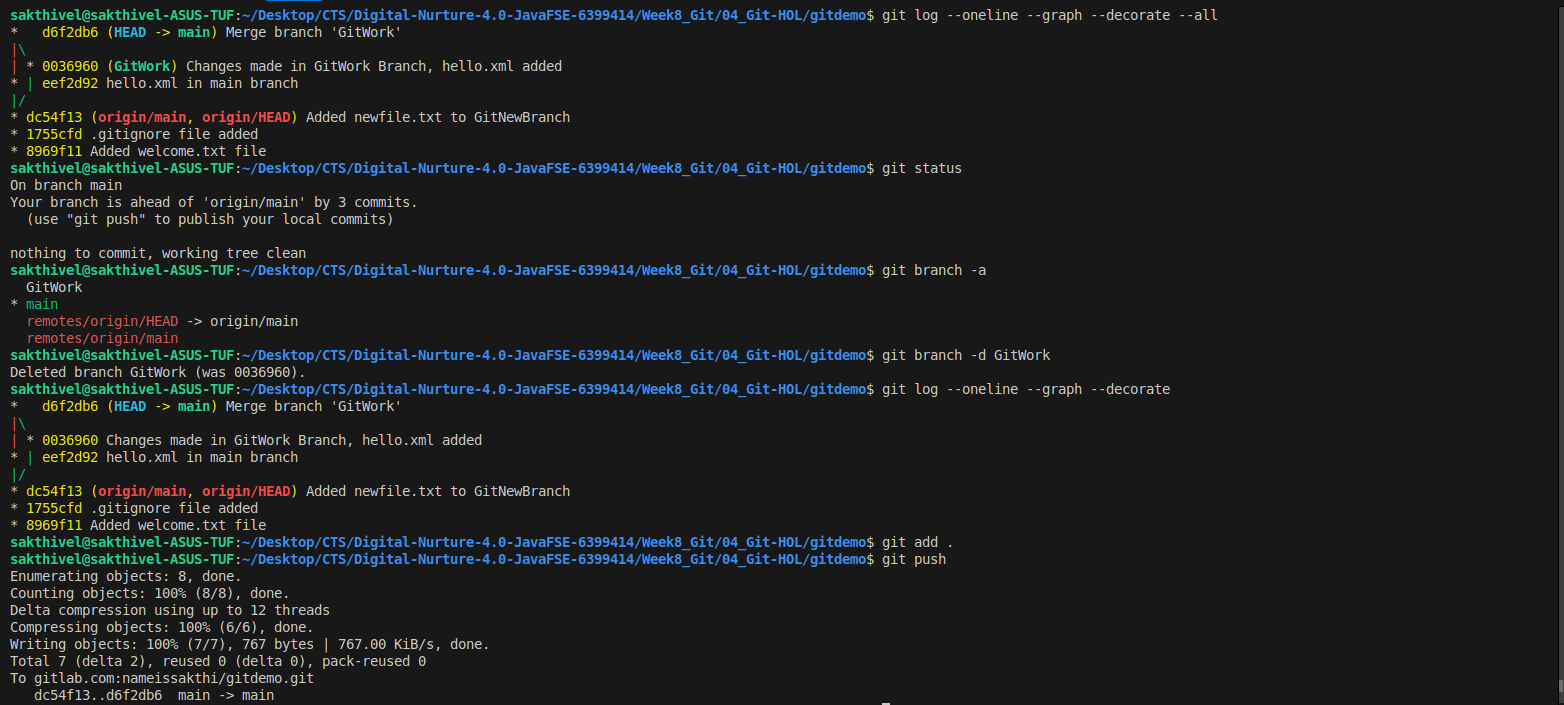 sakthivel@sakthivel-ASUS-TUF:~/Desktop/CTS/Digital-Nurture-4.0-JavaFSE-6399414/Week8_Git/04_Git-HOL/gitdemo$ git log --oneline --graph --decorate --all
*   d6f2db6 (HEAD -> main) Merge branch 'GitWork'
|\
| * 0036960 (GitWork) Changes made in GitWork Branch, hello.xml added
* | eef2d92 hello.xml in main branch
|/
* dc54f13 (origin/main, origin/HEAD) Added newfile.txt to GitNewBranch
* 1755cfd .gitignore file added
* 8969f11 Added welcome.txt file
sakthivel@sakthivel-ASUS-TUF:~/Desktop/CTS/Digital-Nurture-4.0-JavaFSE-6399414/Week8_Git/04_Git-HOL/gitdemo$ git status
On branch main
Your branch is ahead of 'origin/main' by 3 commits.
  (use "git push" to publish your local commits)

nothing to commit, working tree clean
sakthivel@sakthivel-ASUS-TUF:~/Desktop/CTS/Digital-Nurture-4.0-JavaFSE-6399414/Week8_Git/04_Git-HOL/gitdemo$ git branch -a
  GitWork
* main
  remotes/origin/HEAD -> origin/main
  remotes/origin/main
sakthivel@sakthivel-ASUS-TUF:~/Desktop/CTS/Digital-Nurture-4.0-JavaFSE-6399414/Week8_Git/04_Git-HOL/gitdemo$ git branch -d GitWork
Deleted branch GitWork (was 0036960).
sakthivel@sakthivel-ASUS-TUF:~/Desktop/CTS/Digital-Nurture-4.0-JavaFSE-6399414/Week8_Git/04_Git-HOL/gitdemo$ git log --oneline --graph --decorate
*   d6f2db6 (HEAD -> main) Merge branch 'GitWork'
|\
| * 0036960 Changes made in GitWork Branch, hello.xml added
* | eef2d92 hello.xml in main branch
|/
* dc54f13 (origin/main, origin/HEAD) Added newfile.txt to GitNewBranch
* 1755cfd .gitignore file added
* 8969f11 Added welcome.txt file
sakthivel@sakthivel-ASUS-TUF:~/Desktop/CTS/Digital-Nurture-4.0-JavaFSE-6399414/Week8_Git/04_Git-HOL/gitdemo$ git add .
sakthivel@sakthivel-ASUS-TUF:~/Desktop/CTS/Digital-Nurture-4.0-JavaFSE-6399414/Week8_Git/04_Git-HOL/gitdemo$ git push
Enumerating objects: 8, done.
Counting objects: 100% (8/8), done.
Delta compression using up to 12 threads
Compressing objects: 100% (6/6), done.
Writing objects: 100% (7/7), 767 bytes | 767.00 KiB/s, done.
Total 7 (delta 2), reused 0 (delta 0), pack-reused 0
To gitlab.com:nameissakthi/gitdemo.git
   dc54f13..d6f2db6  main -> main